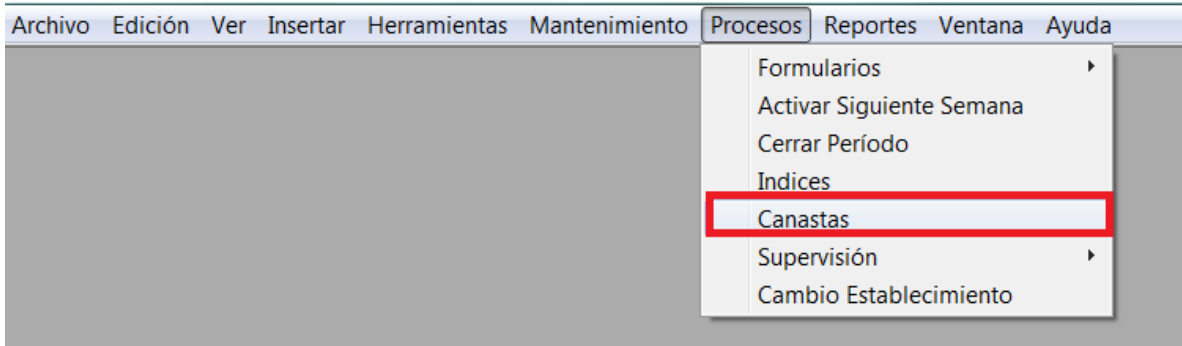 Archivo Edición Ver Insertar Herramientas Mantenimiento Procesos Reportes Ventana Ayuda
Formularios
Activar Siguiente Semana
Cerrar Período
Indices
Canastas
Supervisión
Cambio Establecimiento